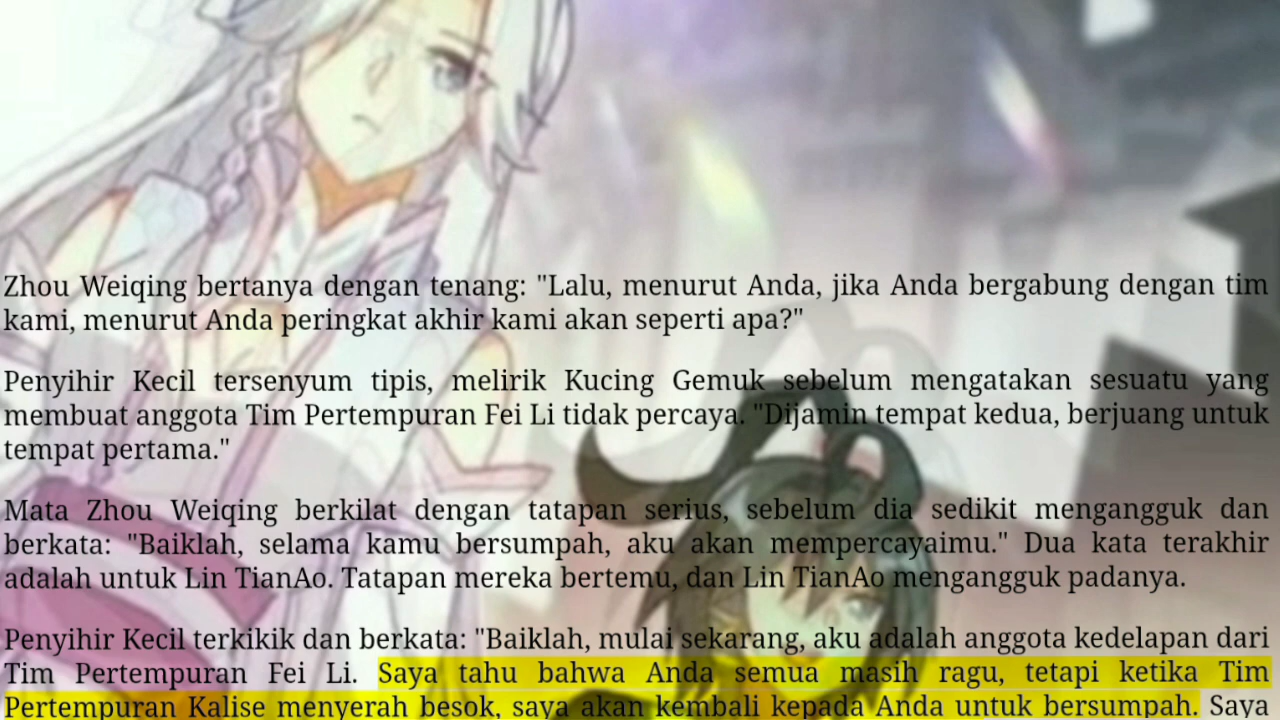 Zhou Weiqing bertanya dengan tenang: "Lalu, menurut Anda, jika Anda bergabung dengan tim
kami, menurut Anda peringkat akhir kami akan seperti apa?"
Penyihir Kecil tersenyum tipis, melirik Kucing Gemuk sebelum mengatakan sesuatu yang
membuat anggota Tim Pertempuran Fei Li tidak percaya. "Dijamin tempat kedua, berjuang untuk
tempat pertama."
Mata Zhou Weiqing berkilat dengan tatapan serius, sebelum dia sedikit mengangguk dan
berkata: "Baiklah, selama kamu bersumpah, aku akan mempercayaimu." Dua kata terakhir
adalah untuk Lin TianAo. Tatapan mereka bertemu, dan Lin TianAo mengangguk padanya.
Penyihir Kecil terkikik dan berkata: "Baiklah, mulai sekarang, aku adalah anggota kedelapan dari
Tim Pertempuran Fei Li. Saya tahu bahwa Anda semua masih ragu, tetapi ketika Tim
Pertempuran Kalise menyerah besok, saya akan kembali kepada Anda untuk bersumpah. Saya